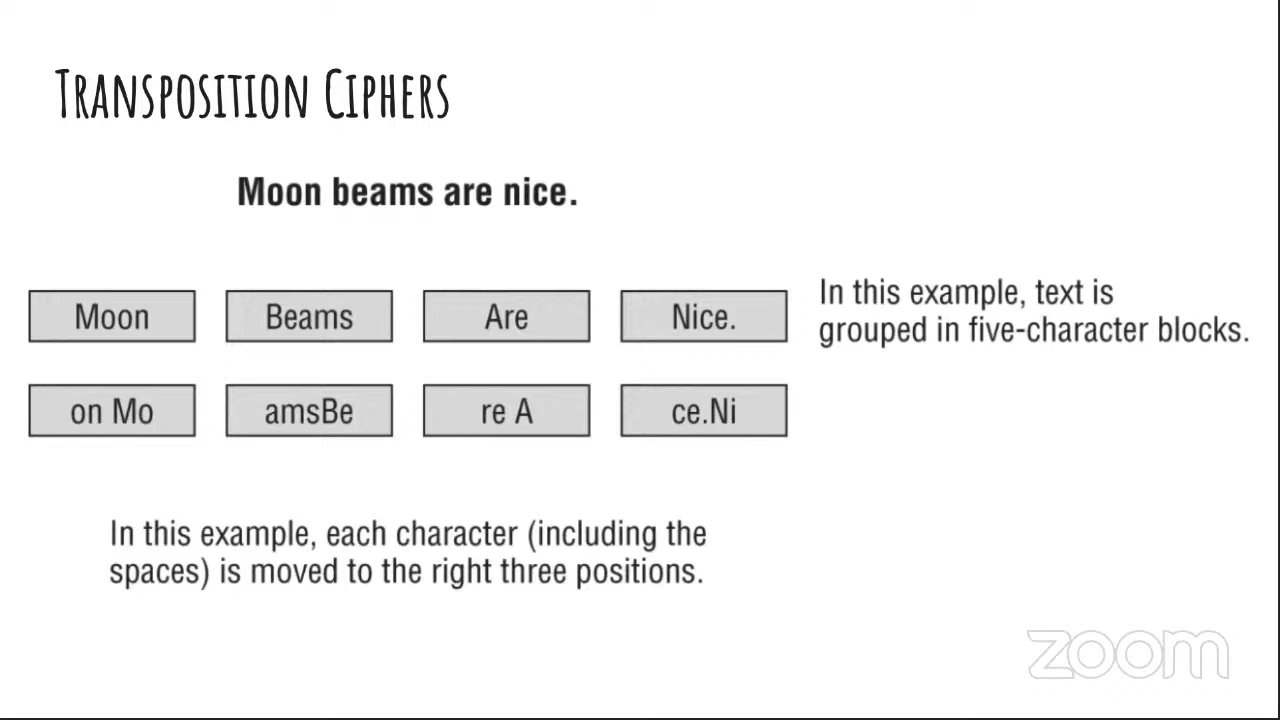 Transposition Ciphers
Moon beams are nice.
Moon Beams Are Nice.
In this example, text is
grouped in five-character blocks.
on Mo amsBe re A ce.Ni
In this example, each character (including the
spaces) is moved to the right three positions.
zoom